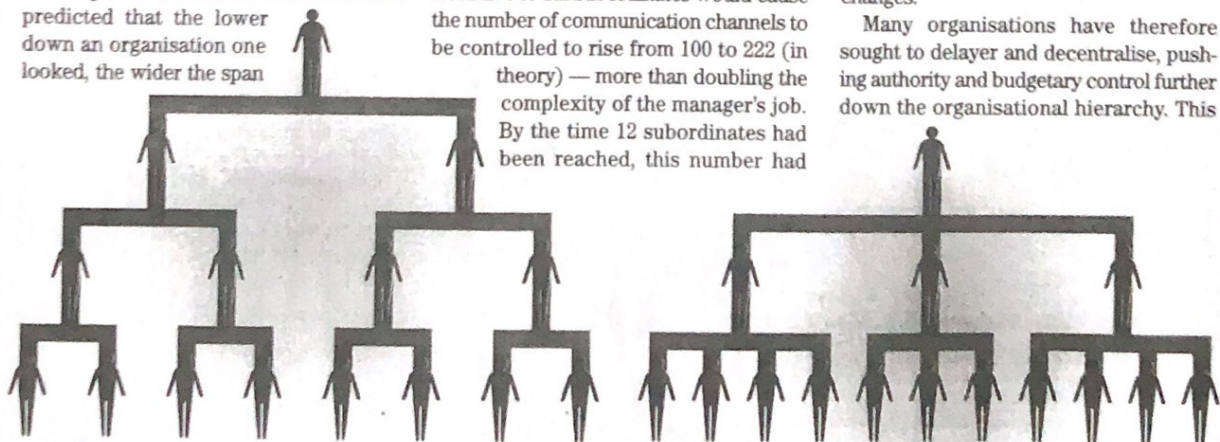 predicted that the lower
down an organisation one
looked, the wider the span
the number of communication channels to
be controlled to rise from 100 to 222 (in
theory) — more than doubling the
complexity of the manager's job.
By the time 12 subordinates had
been reached, this number had
changes.
Many organisations have therefore
sought to delayer and decentralise, push-
ing authority and budgetary control further
down the organisational hierarchy. This